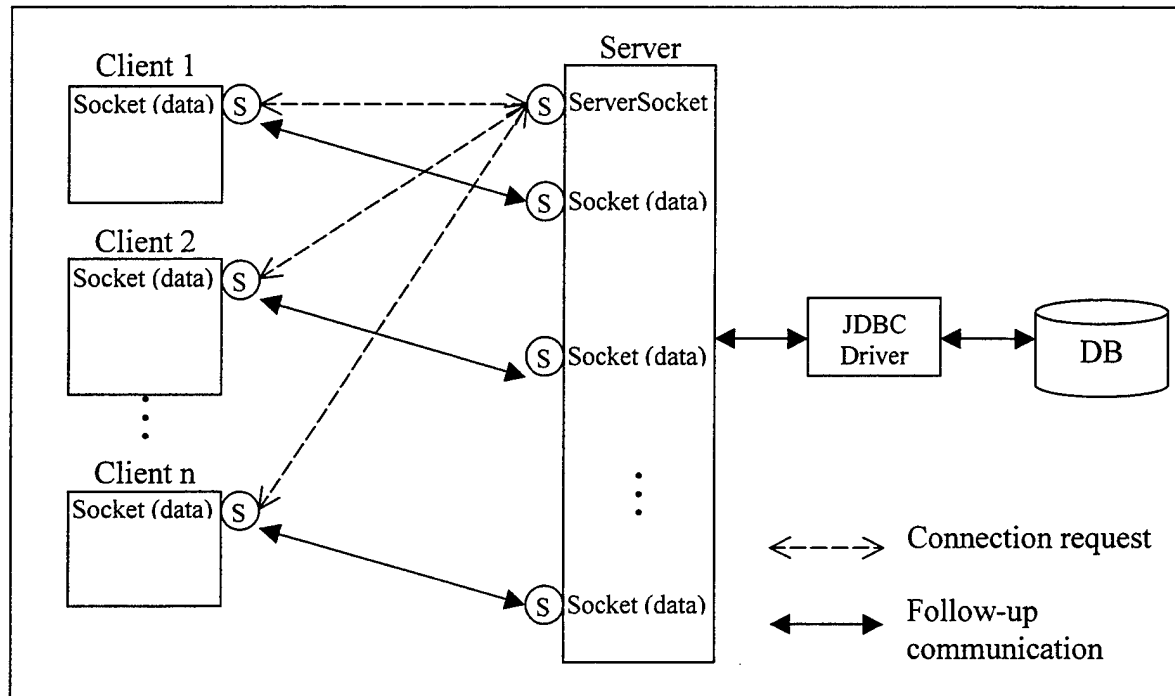 Server
Client 1
Socket (data)
S
S
ServerSocket
S
Socket (data)
Client 2
Socket (data)
S
S
Socket (data)
JDBC
Driver
DB
Client n
Socket (data)
S
S
Socket (data)
Connection request
Follow-up
communication